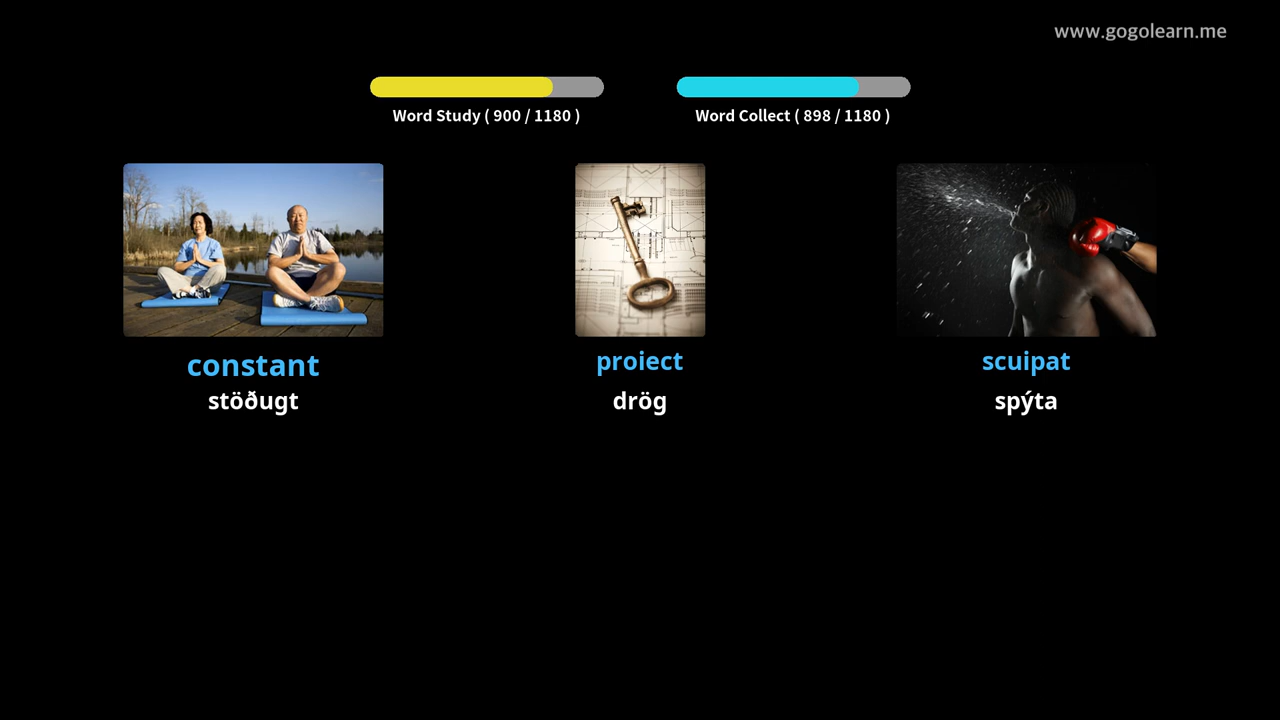 www.gogolearn.me
Word Study ( 900 / 1180 )
Word Collect ( 898 / 1180 )
constant
stöðugt
proiect
drög
scuipat
spýta